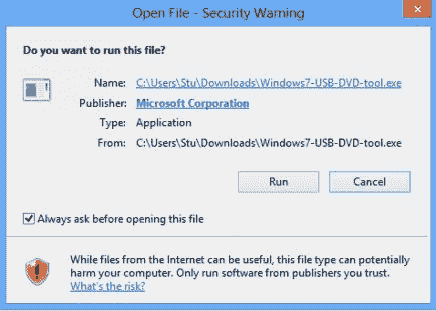 Open File - Security Warning
Do you want to run this file?
Name: C:\Users\Stu\Downloads\Windows7-USB-DVD-tool.exe
Publisher: Microsoft Corporation
Type: Application
From: C:\Users\Stu\Downloads\Windows7-USB-DVD-tool.exe
Run Cancel
Always ask before opening this file
While files from the Internet can be useful, this file type can potentially
harm your computer. Only run software from publishers you trust.
What's the risk?